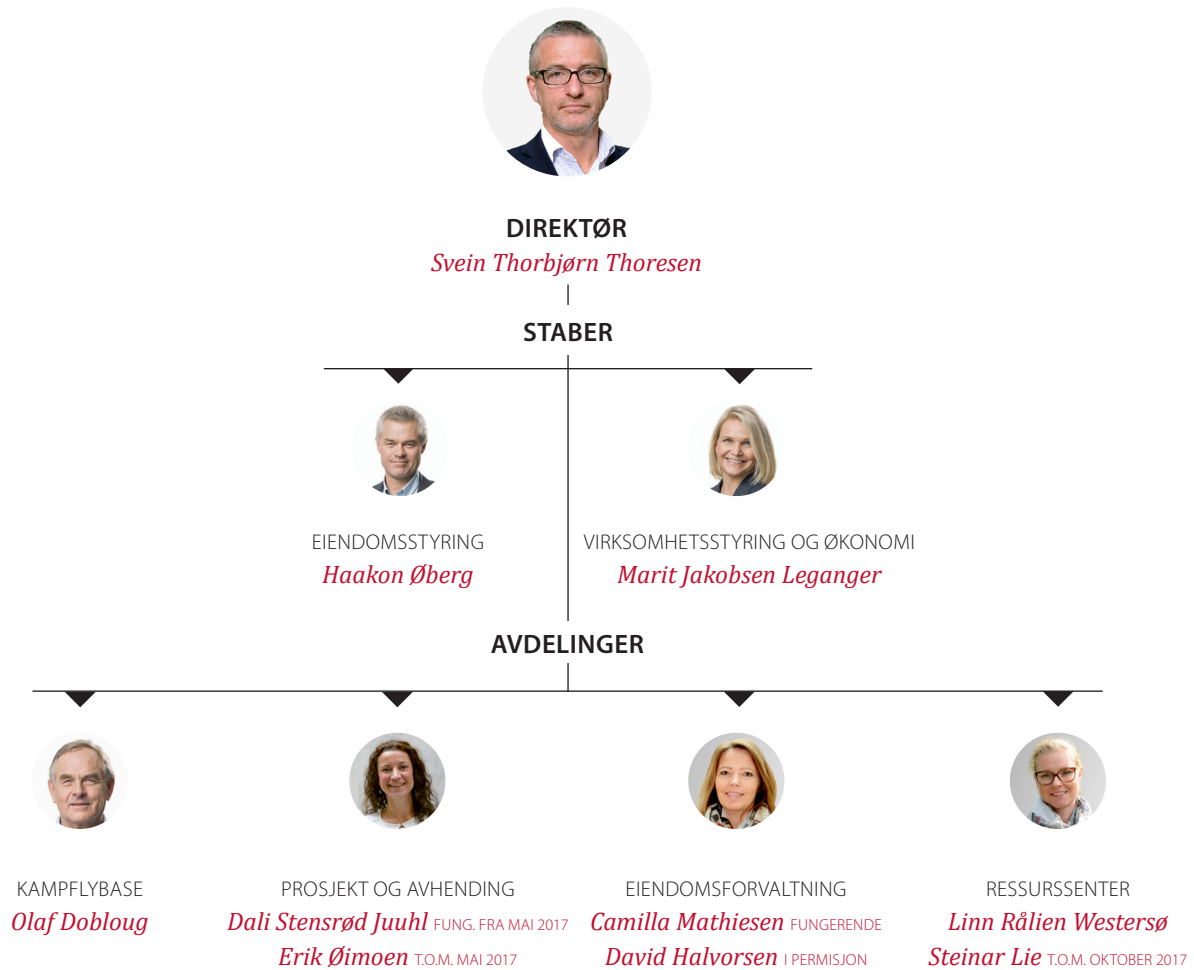 DIREKTØR
Svein Thorbjørn Thoresen
STABER
EIENDOMSSTYRING
Haakon Øberg
VIRKSOMHETSSTYRING OG ØKONOMI
Marit Jakobsen Leganger
AVDELINGER
KAMPFLYBASE
Olaf Dobloug
PROSJEKT OG AVHENDING
Dali Stensrød Juuhl FUNG. FRA MAI 2017
Erik Øimoen T.O.M. MAI 2017
EIENDOMSFORVALTNING
Camilla Mathiesen FUNGERENDE
David Halvorsen I PERMISJON
RESSURSSENTER
Linn Rålien Westersø
Steinar Lie T.O.M. OKTOBER 2017